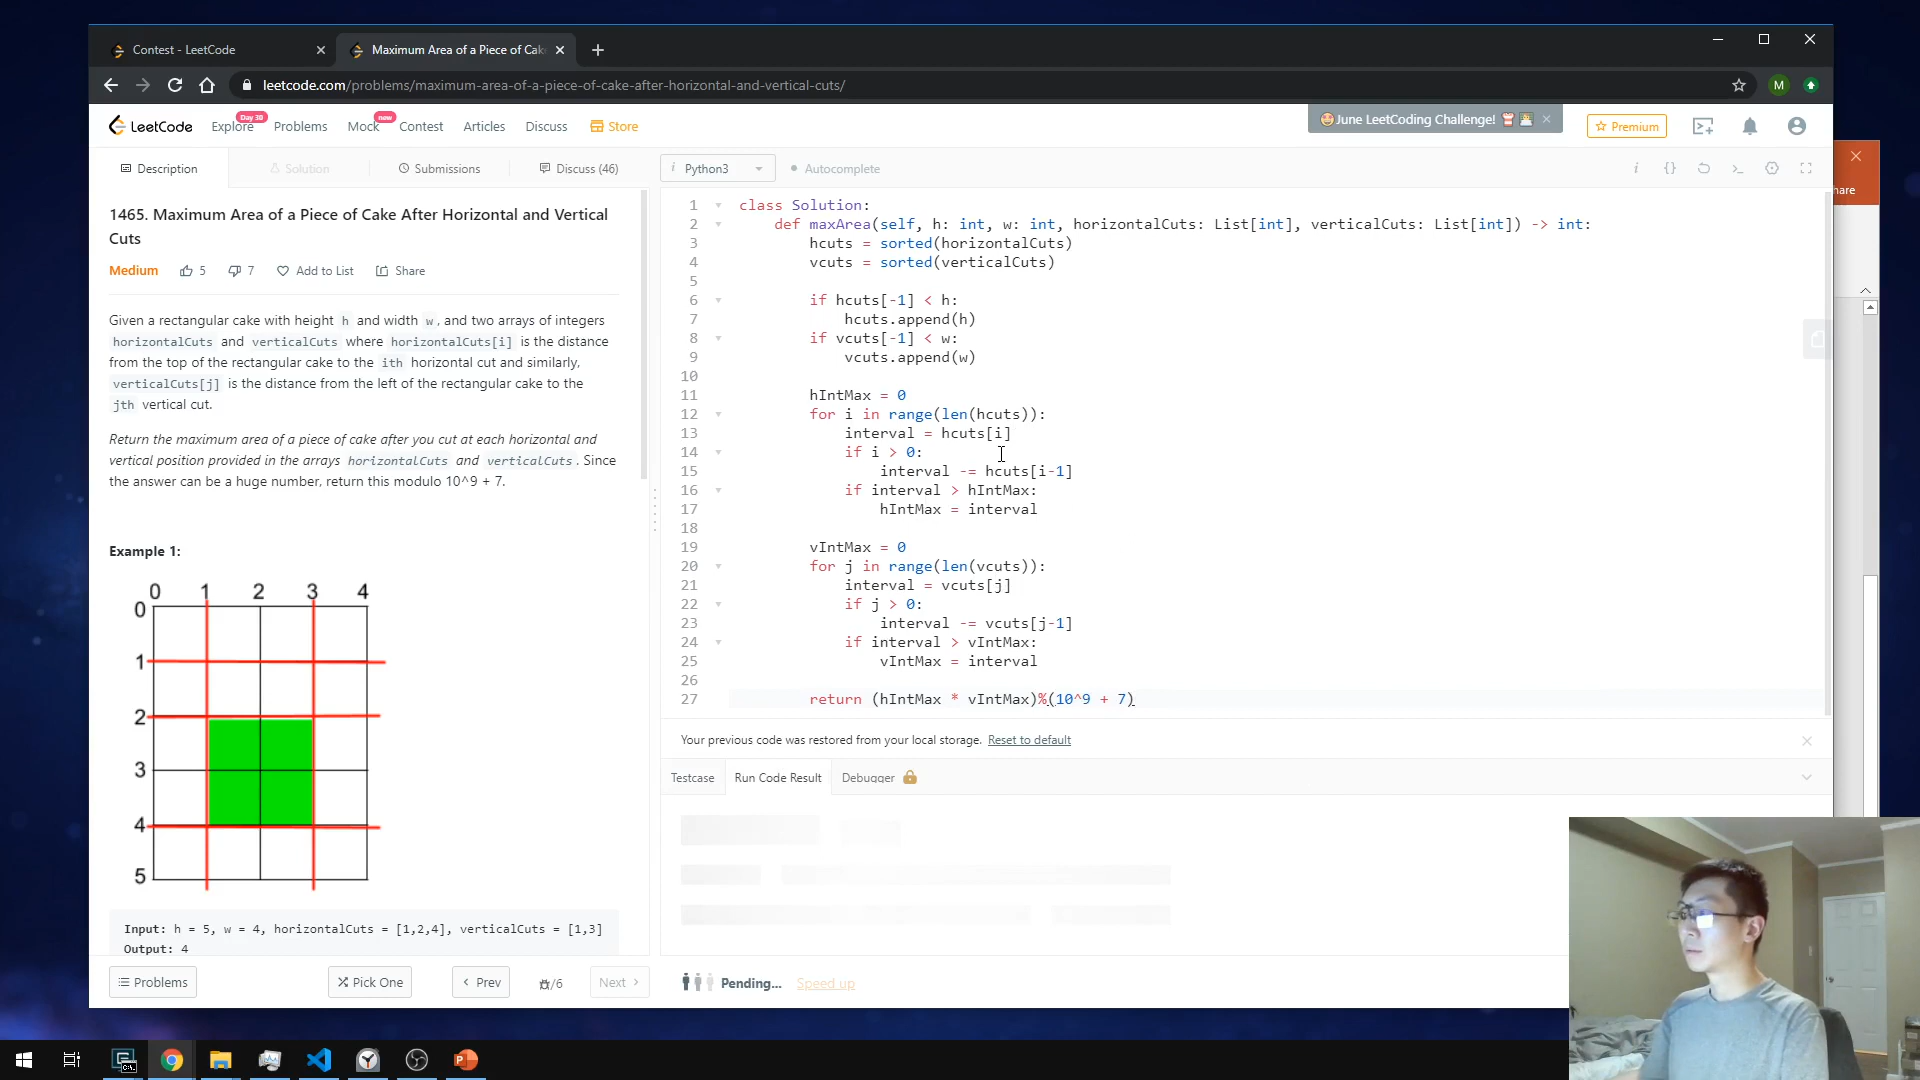 Contest - LeetCode
Maximum Area of a Piece of Cak
leetcode.com/problems/maximum-area-of-a-piece-of-cake-after-horizontal-and-vertical-cuts/
M
LeetCode
Explore
Day 30
Problems
Mock
new
Contest
Articles
Discuss
Store
June LeetCoding Challenge!
Premium
Description
Solution
Submissions
Discuss (46)
i Python3
Autocomplete
i
{}
>_
hare
1465. Maximum Area of a Piece of Cake After Horizontal and Vertical
Cuts
Medium
5
7
Add to List
Share
Given a rectangular cake with height h and width w, and two arrays of integers
horizontalCuts and verticalCuts where horizontalCuts[i] is the distance
from the top of the rectangular cake to the ith horizontal cut and similarly,
verticalCuts[j] is the distance from the left of the rectangular cake to the
jth vertical cut.
Return the maximum area of a piece of cake after you cut at each horizontal and
vertical position provided in the arrays horizontalCuts and verticalCuts. Since
the answer can be a huge number, return this modulo 10^9 + 7.
Example 1:
0 1 2 3 4
0
1
2
3
4
5
Input: h = 5, w = 4, horizontalCuts = [1,2,4], verticalCuts = [1,3]
Output: 4
1 class Solution:
2 def maxArea(self, h: int, w: int, horizontalCuts: List[int], verticalCuts: List[int]) -> int:
3 hcuts = sorted(horizontalCuts)
4 vcuts = sorted(verticalCuts)
5
6 if hcuts[-1] < h:
7 hcuts.append(h)
8 if vcuts[-1] < w:
9 vcuts.append(w)
10
11 hIntMax = 0
12 for i in range(len(hcuts)):
13 interval = hcuts[i]
14 if i > 0:
15 interval -= hcuts[i-1]
16 if interval > hIntMax:
17 hIntMax = interval
18
19 vIntMax = 0
20 for j in range(len(vcuts)):
21 interval = vcuts[j]
22 if j > 0:
23 interval -= vcuts[j-1]
24 if interval > vIntMax:
25 vIntMax = interval
26
27 return (hIntMax * vIntMax)%(10^9 + 7)
Your previous code was restored from your local storage. Reset to default
Testcase
Run Code Result
Debugger
Problems
Pick One
Prev
/6
Next
Pending...
Speed up